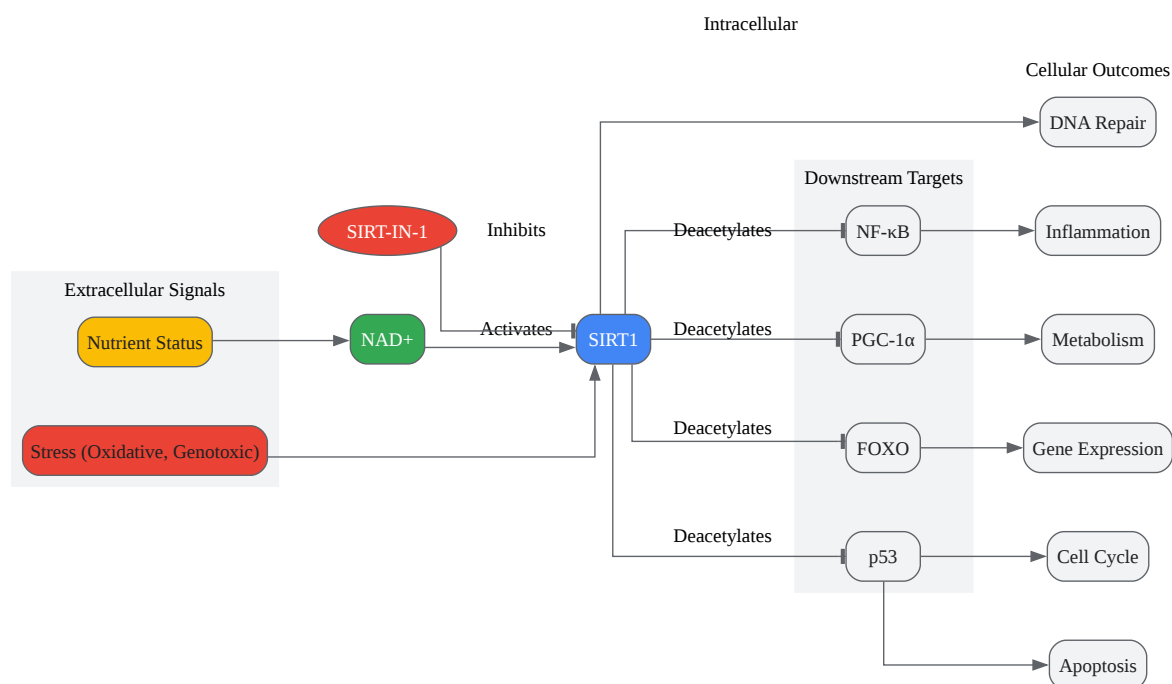 Intracellular
Cellular Outcomes
DNA Repair
Downstream Targets
SIRT-IN-1
Inhibits
Deacetylates
NF-κB
Inflammation
Extracellular Signals
Nutrient Status
NAD+
Activates
SIRT1
Deacetylates
PGC-1α
Metabolism
Stress (Oxidative, Genotoxic)
Deacetylates
FOXO
Gene Expression
Deacetylates
p53
Cell Cycle
Apoptosis